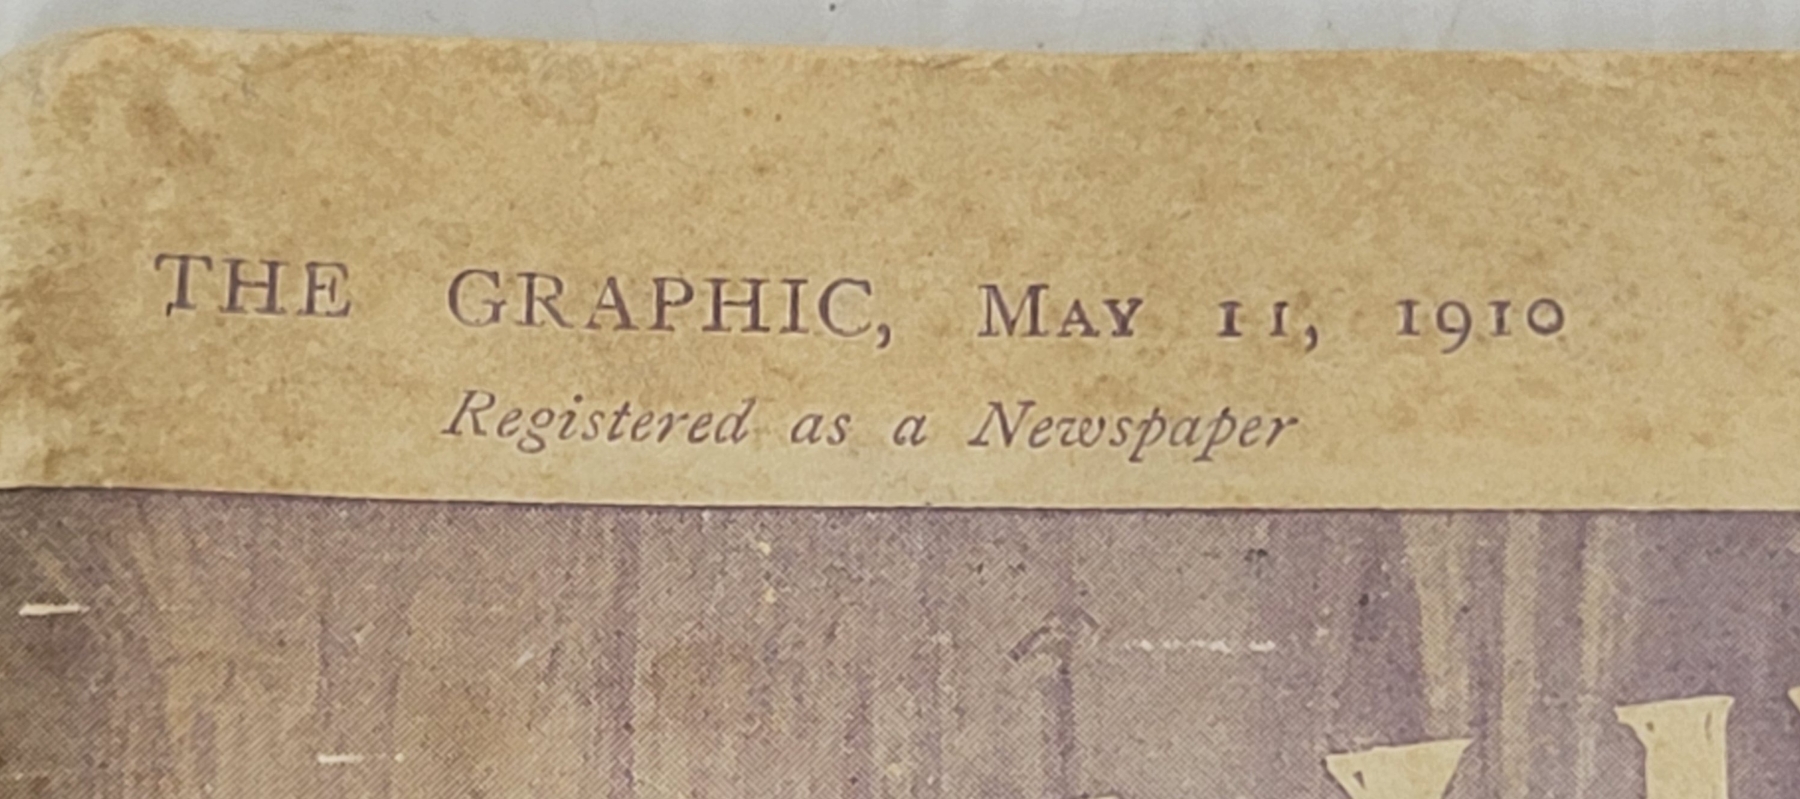 THE GRAPHIC, MAY 11, 1910
Registered as a Newspaper